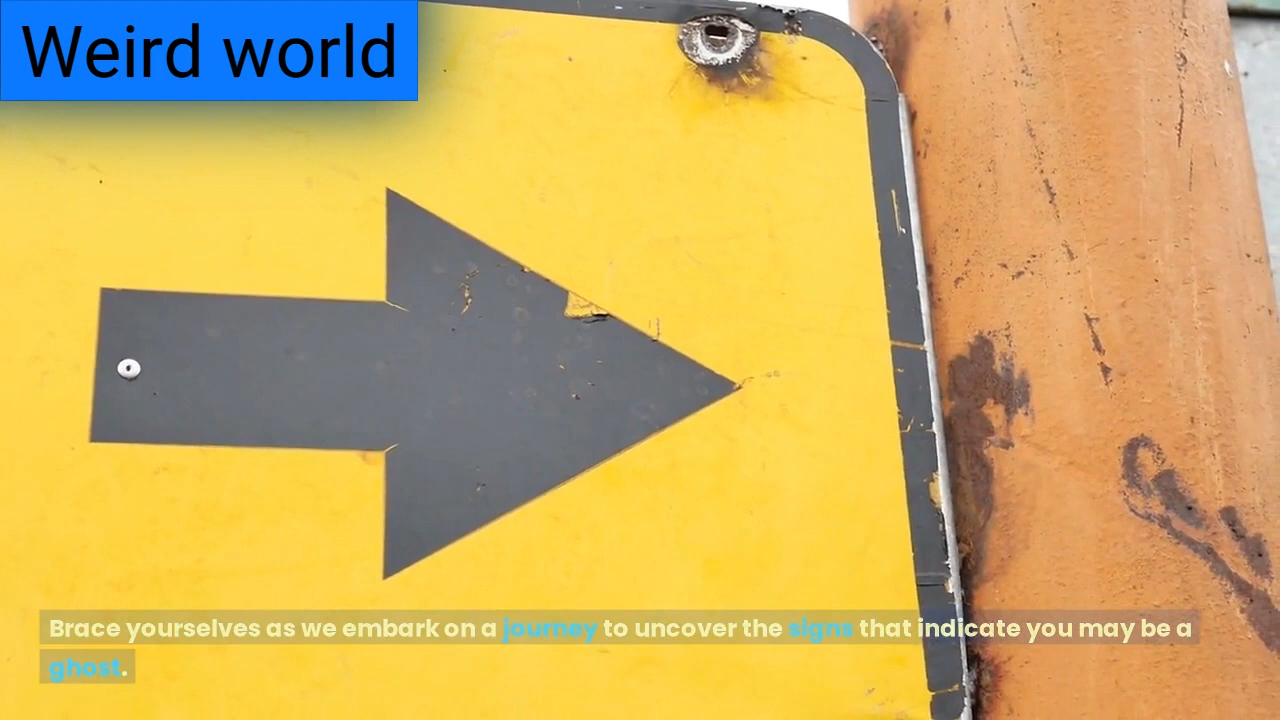 Weird world
Brace yourselves as we embark on a journey to uncover the signs that indicate you may be a
ghost.